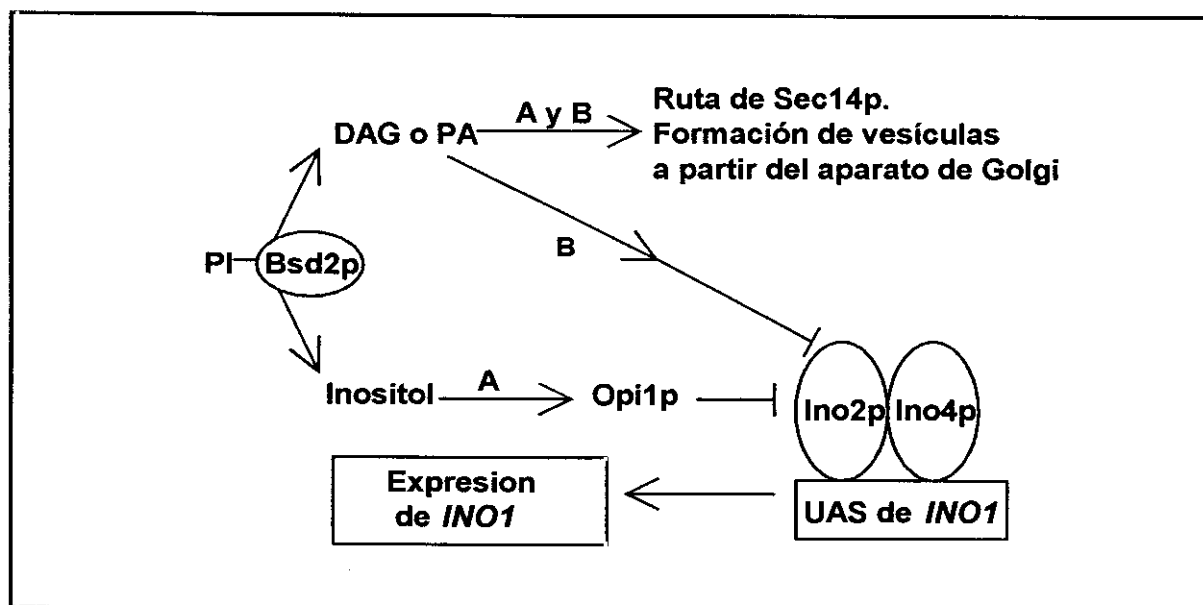 DAG o PA
A y B
Ruta de Sec14p.
Formación de vesículas
a partir del aparato de Golgi
B
PI
Bsd2p
Inositol
A
Opi1p
Ino2p
Ino4p
Expresion
de INO1
UAS de INO1